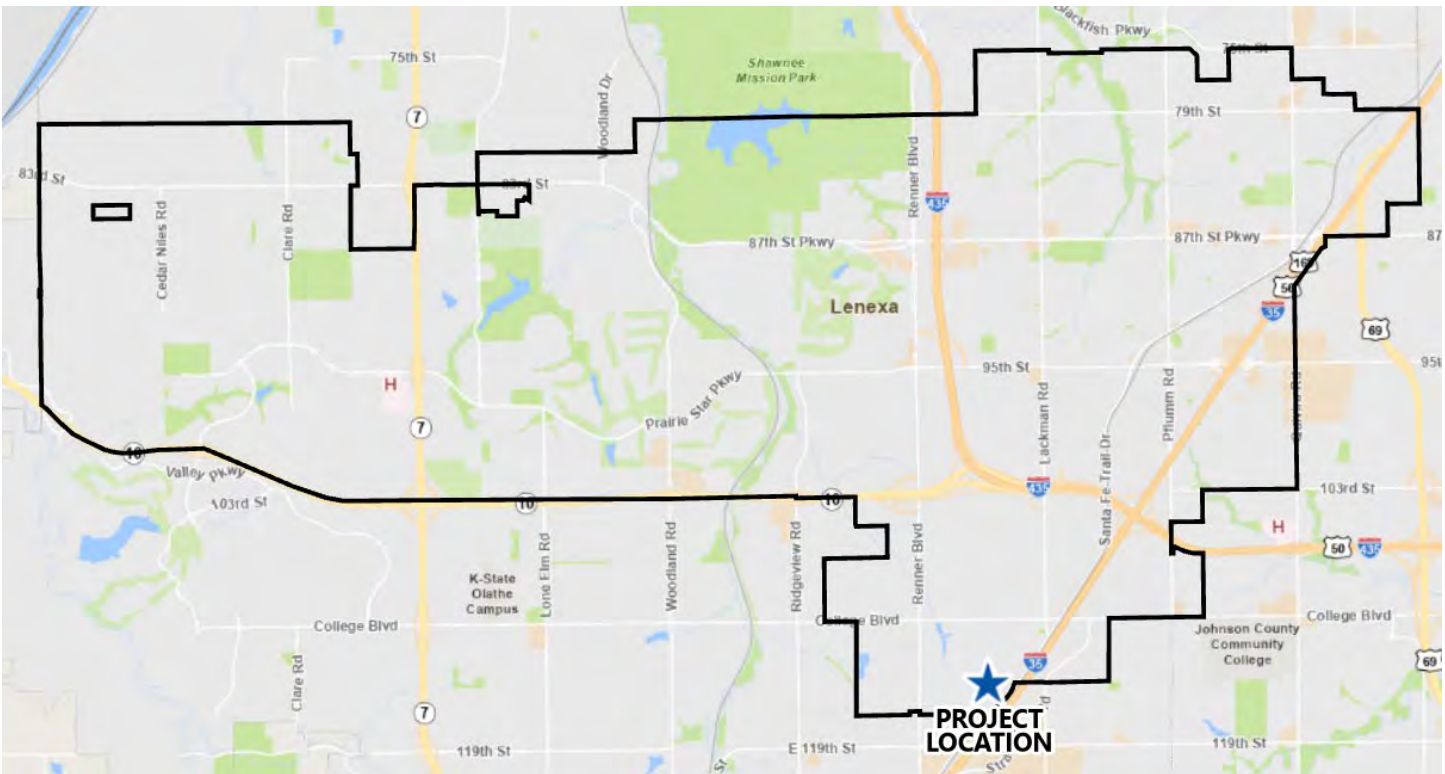 Blackfish Pkwy
75th St
75th St
Shawnee
Mission Park
Woodland Dr
7
79th St
83rd St
83rd St
Renner Blvd
435
Cedar Niles Rd
Clare Rd
87th St Pkwy
87th St Pkwy
87
169
56
35
69
Lenexa
95th St
H
Prairie Star Pkwy
Lackman Rd
Pflumm Rd
7
Santa Fe Trail Dr
10
Valley Pkwy
103rd St
10
10
435
103rd St
H
50
435
Lone Elm Rd
Woodland Rd
Ridgeview Rd
Renner Blvd
K-State
Olathe
Campus
College Blvd
College Blvd
College Blvd
Johnson County
Community
College
Clare Rd
35
69
7
PROJECT
LOCATION
119th St
E 119th St
119th St
St